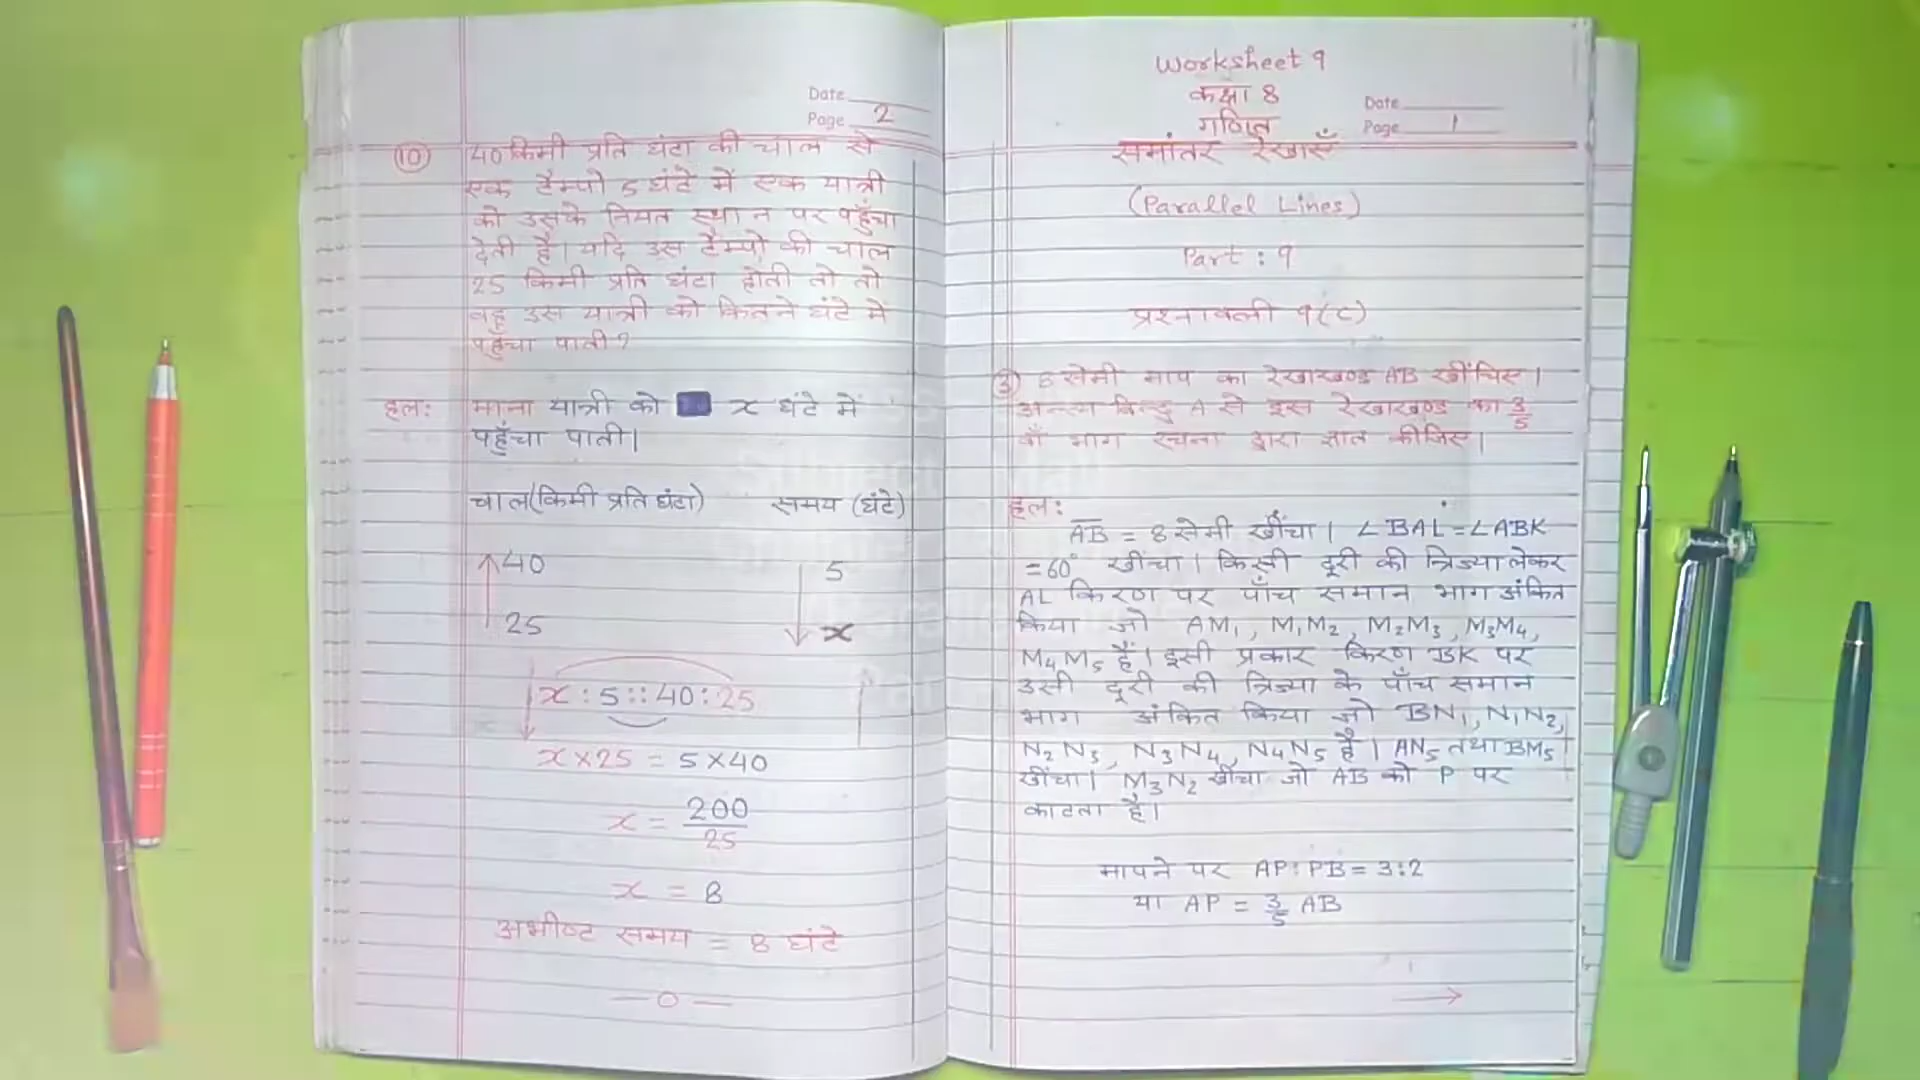 Date
Page 2
10 40 किमी प्रति घंटा की चाल से
एक टैम्पो 5 घंटे में एक यात्री
को उसके नियत स्थान पर पहुँचा
देती है। यदि उस टैम्पो की चाल
25 किमी प्रति घंटा होती तो तो
वह उस यात्री को कितने घंटे में
पहुँचा पाती?
हल: माना यात्री को x घंटे में
पहुँचा पाती।
चाल(किमी प्रति घंटा) समय (घंटे)
40 5
25 x
x : 5 :: 40 : 25
x × 25 = 5 × 40
x = 200/25
x = 8
अभीष्ट समय = 8 घंटे
— 0 —
Worksheet 9
कक्षा 8
गणित
Date
Page 1
समांतर रेखाएँ
(Parallel Lines)
Part : 9
प्रश्नावली 9(C)
3 8 सेमी माप का रेखाखण्ड AB खींचिए।
अन्त्य बिन्दु A से इस रेखाखण्ड का 3/5
वाँ भाग रचना द्वारा ज्ञात कीजिए।
हल:
AB = 8 सेमी खींचा। ∠BAL = ∠ABK
= 60° खींचा। किसी दूरी की त्रिज्या लेकर
AL किरण पर पाँच समान भाग अंकित
किया जो AM₁, M₁M₂, M₂M₃, M₃M₄,
M₄M₅ हैं। इसी प्रकार किरण BK पर
उसी दूरी की त्रिज्या के पाँच समान
भाग अंकित किया जो BN₁, N₁N₂,
N₂N₃, N₃N₄, N₄N₅ है। AN₅ तथा BM₅
खींचा। M₃N₂ खींचा जो AB को P पर
काटता है।
मापने पर AP:PB = 3:2
या AP = 3/5 AB
→